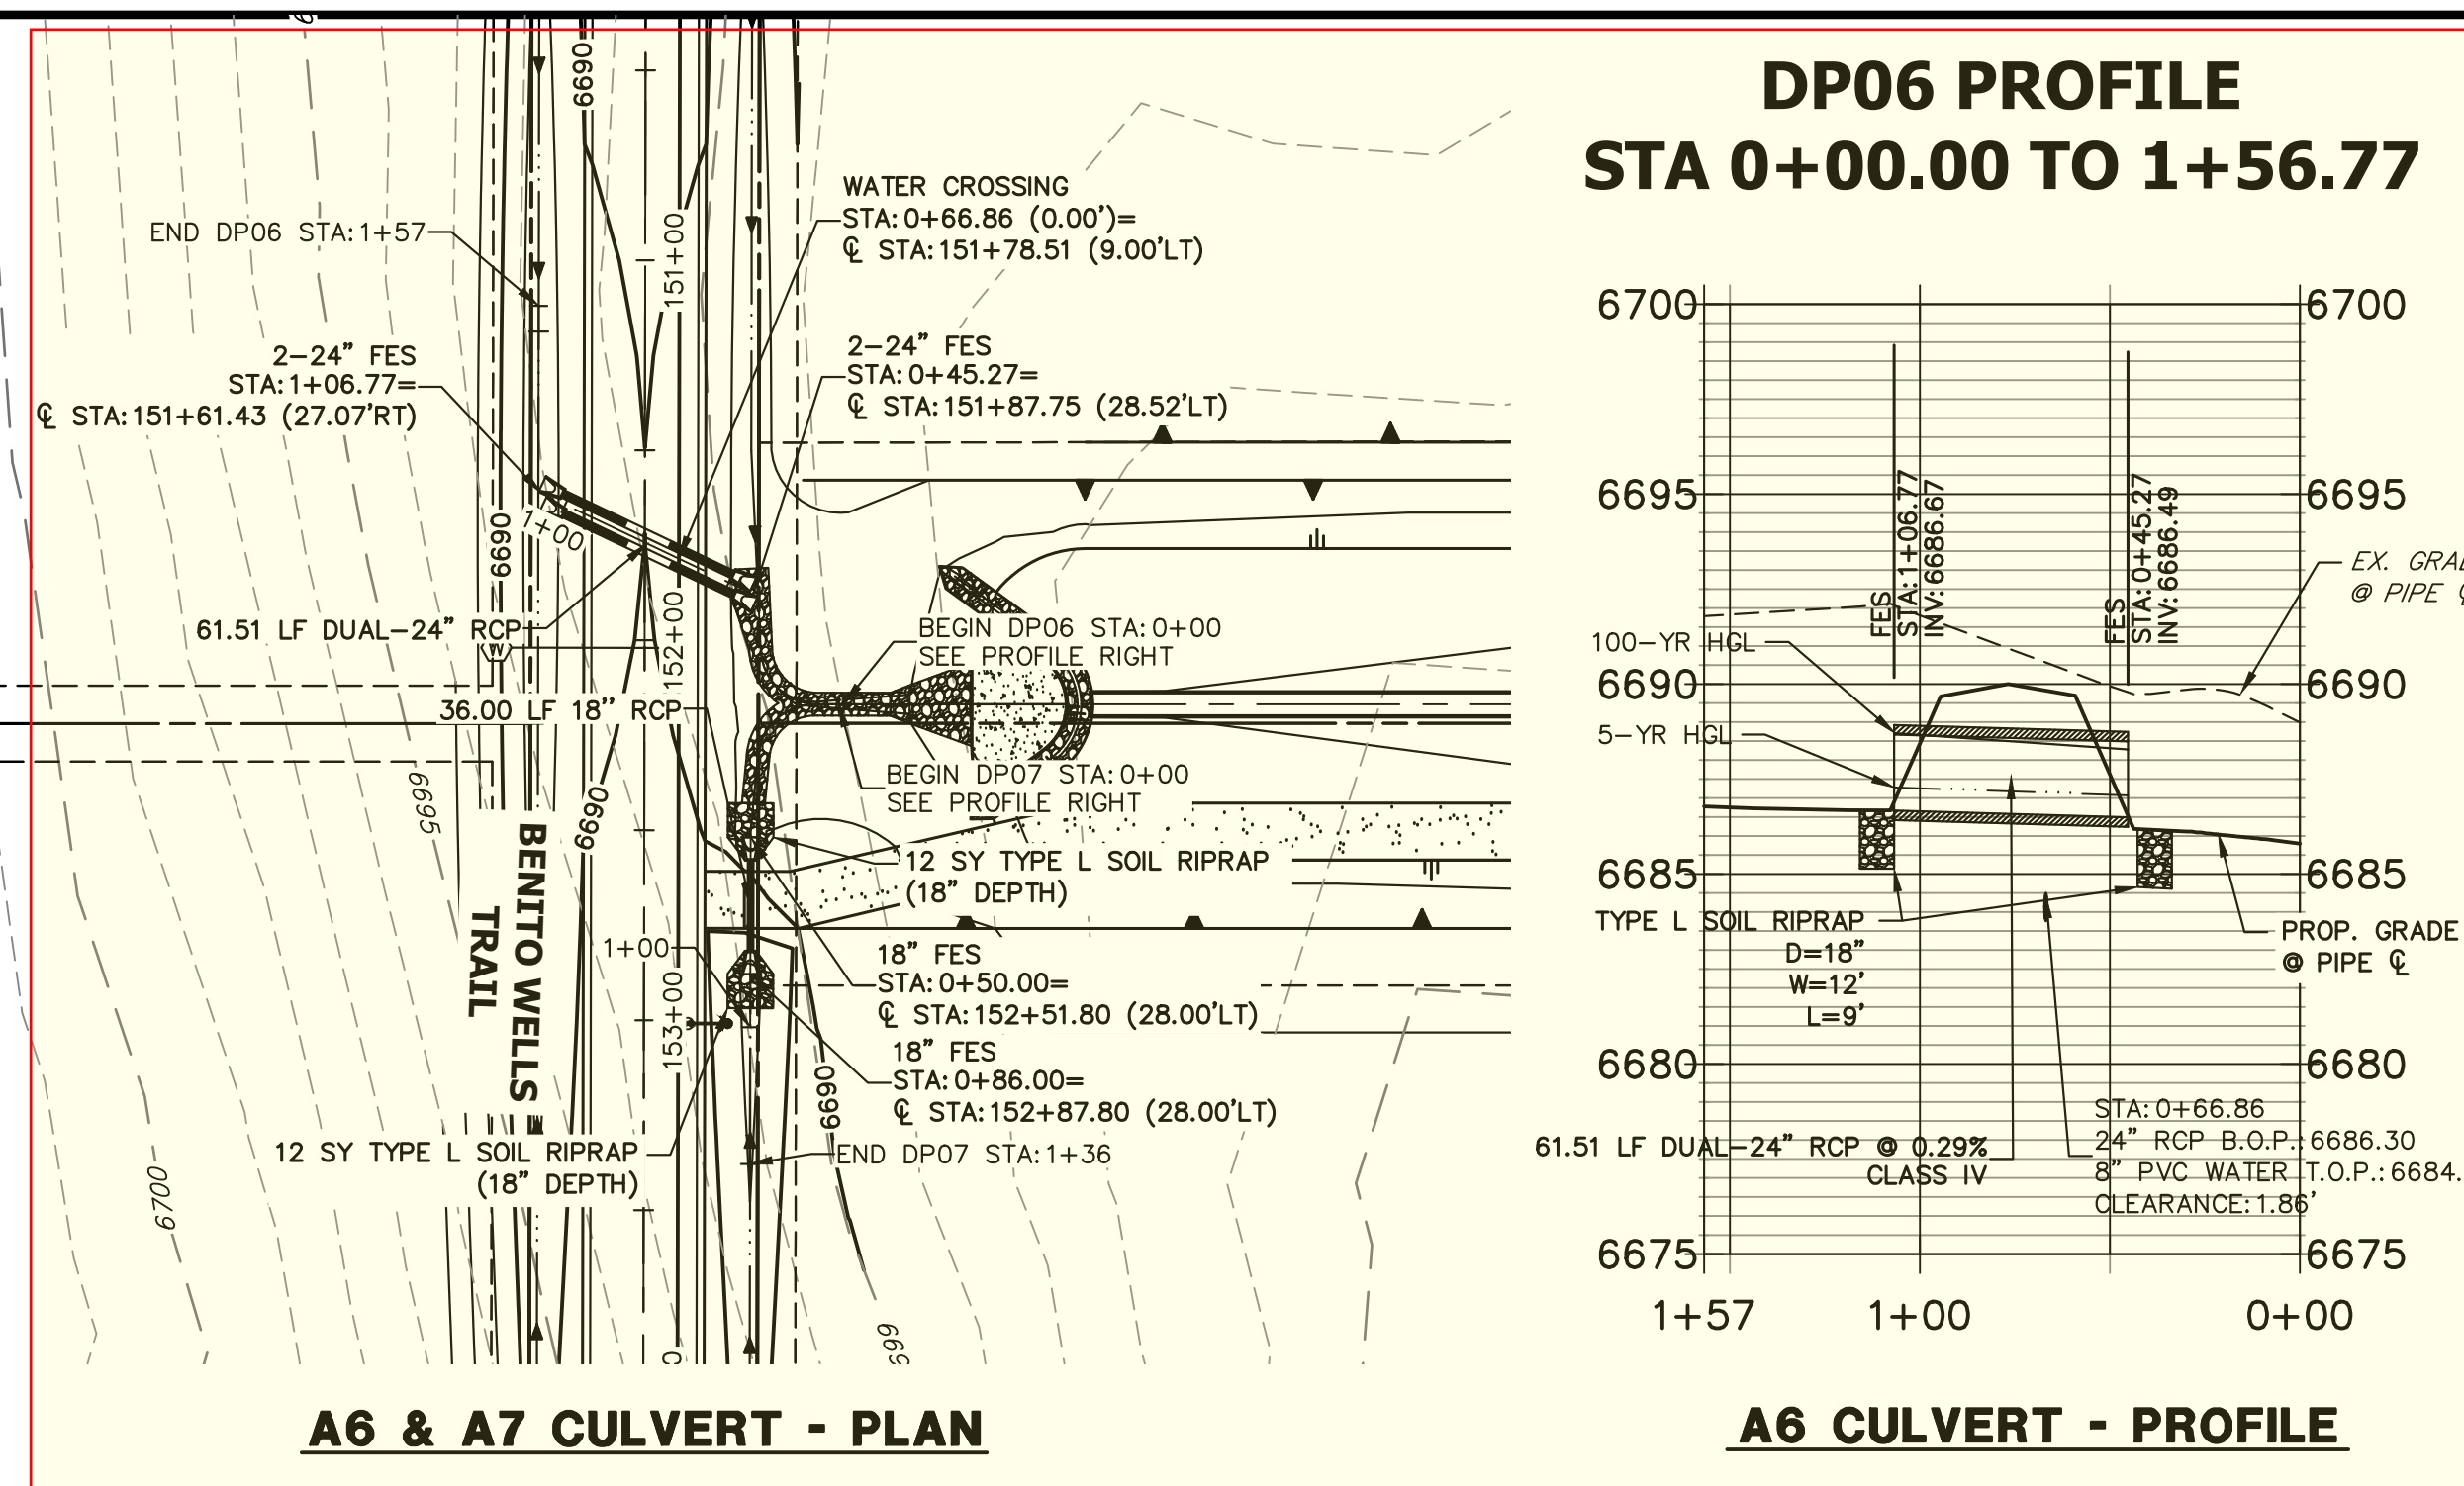 DP06 PROFILE
STA 0+00.00 TO 1+56.77
6690
151+00
WATER CROSSING
STA:0+66.86 (0.00')=
℄ STA:151+78.51 (9.00'LT)
END DP06 STA:1+57
2-24" FES
STA:1+06.77=
℄ STA:151+61.43 (27.07'RT)
2-24" FES
STA:0+45.27=
℄ STA:151+87.75 (28.52'LT)
6690
1+00
61.51 LF DUAL-24" RCP
W
152+00
BEGIN DP06 STA:0+00
SEE PROFILE RIGHT
36.00 LF 18" RCP
BEGIN DP07 STA:0+00
SEE PROFILE RIGHT
6695
6690
BENITO WELLS
TRAIL
12 SY TYPE L SOIL RIPRAP
(18" DEPTH)
1+00
153+00
18" FES
STA:0+50.00=
℄ STA:152+51.80 (28.00'LT)
18" FES
STA:0+86.00=
℄ STA:152+87.80 (28.00'LT)
6690
END DP07 STA:1+36
12 SY TYPE L SOIL RIPRAP
(18" DEPTH)
6700
W
A6 & A7 CULVERT - PLAN
6700
6700
6695
6695
FES
STA:1+06.77
INV:6686.67
FES
STA:0+45.27
INV:6686.49
@ PIPE ℄
100-YR HGL
6690
6690
5-YR HGL
6685
6685
TYPE L SOIL RIPRAP
D=18"
W=12'
L=9'
PROP. GRADE
@ PIPE ℄
6680
6680
61.51 LF DUAL-24" RCP @ 0.29%
CLASS IV
STA:0+66.86
24" RCP B.O.P.:6686.30
8" PVC WATER T.O.P.:6684.
CLEARANCE:1.86'
6675
6675
1+57
1+00
0+00
A6 CULVERT - PROFILE